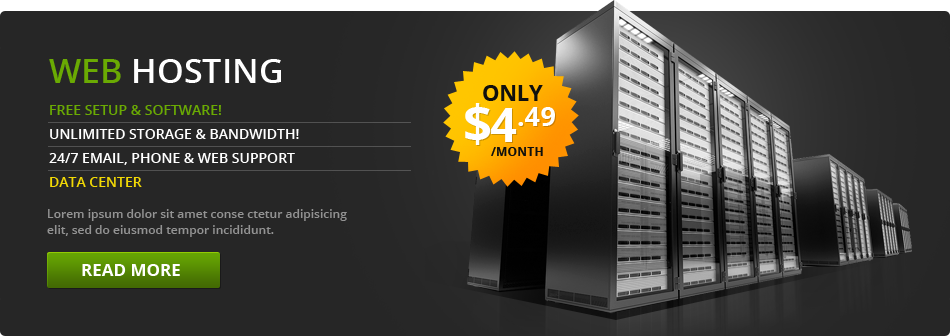 WEB HOSTING
FREE SETUP & SOFTWARE!
UNLIMITED STORAGE & BANDWIDTH!
24/7 EMAIL, PHONE & WEB SUPPORT
DATA CENTER
Lorem ipsum dolor sit amet conse ctetur adipisicing
elit, sed do eiusmod tempor incididunt.
READ MORE
ONLY
$4.49
/MONTH